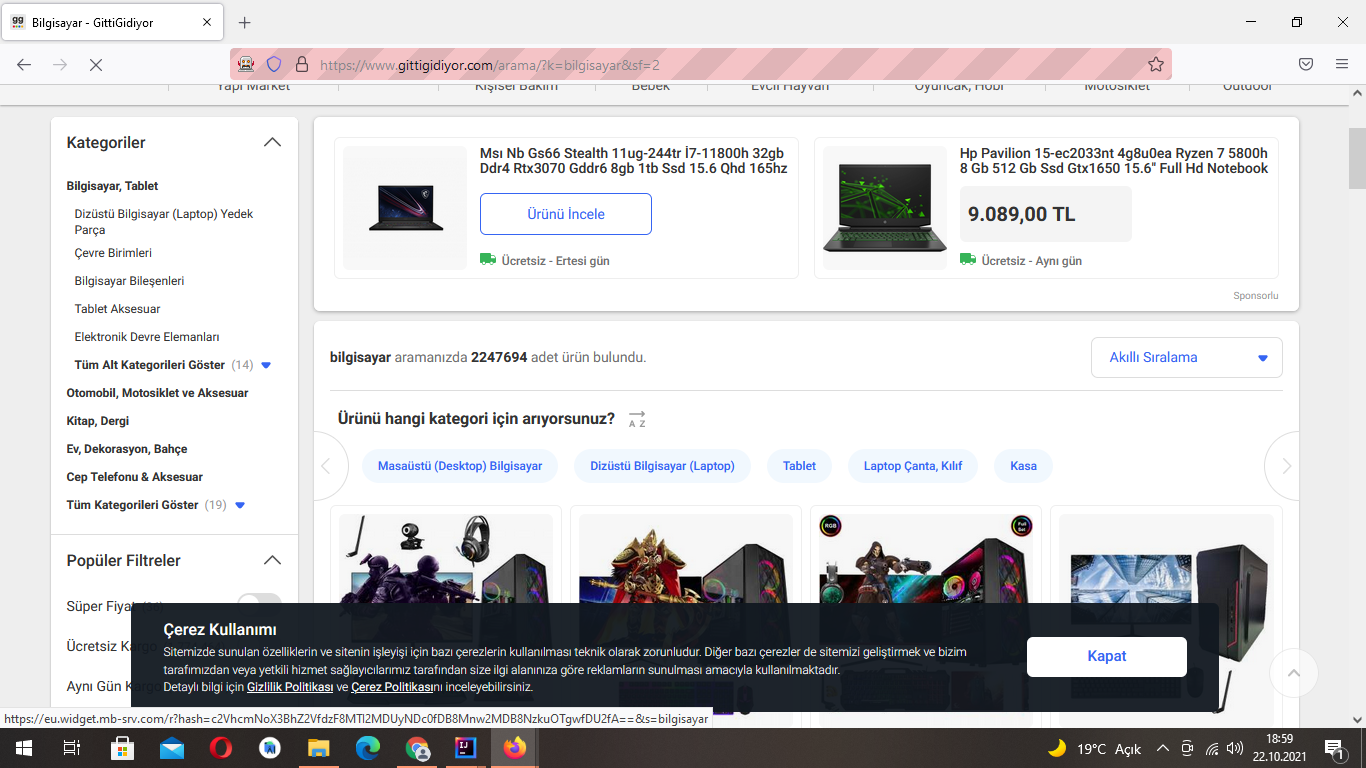 Bilgisayar - GittiGidiyor
https://www.gittigidiyor.com/arama/?k=bilgisayar&sf=2
Yapı Market
Kişisel Bakım
Bebek
Evcil Hayvan
Oyuncak, Hobi
Motosiklet
Outdoor
Kategoriler
Bilgisayar, Tablet
Dizüstü Bilgisayar (Laptop) Yedek
Parça
Çevre Birimleri
Bilgisayar Bileşenleri
Tablet Aksesuar
Elektronik Devre Elemanları
Tüm Alt Kategorileri Göster (14)
Otomobil, Motosiklet ve Aksesuar
Kitap, Dergi
Ev, Dekorasyon, Bahçe
Cep Telefonu & Aksesuar
Tüm Kategorileri Göster (19)
Popüler Filtreler
Süper Fiyat
Ücretsiz Kargo
Aynı Gün Kargo
Msı Nb Gs66 Stealth 11ug-244tr İ7-11800h 32gb
Ddr4 Rtx3070 Gddr6 8gb 1tb Ssd 15.6 Qhd 165hz
Ürünü İncele
Ücretsiz - Ertesi gün
Hp Pavilion 15-ec2033nt 4g8u0ea Ryzen 7 5800h
8 Gb 512 Gb Ssd Gtx1650 15.6" Full Hd Notebook
9.089,00 TL
Ücretsiz - Aynı gün
Sponsorlu
bilgisayar aramanızda 2247694 adet ürün bulundu.
Akıllı Sıralama
Ürünü hangi kategori için arıyorsunuz?
A Z
Masaüstü (Desktop) Bilgisayar
Dizüstü Bilgisayar (Laptop)
Tablet
Laptop Çanta, Kılıf
Kasa
RGB
Full
Set
Çerez Kullanımı
Sitemizde sunulan özelliklerin ve sitenin işleyişi için bazı çerezlerin kullanılması teknik olarak zorunludur. Diğer bazı çerezler de sitemizi geliştirmek ve bizim
tarafımızdan veya yetkili hizmet sağlayıcılarımız tarafından size ilgi alanınıza göre reklamların sunulması amacıyla kullanılmaktadır.
Detaylı bilgi için Gizlilik Politikası ve Çerez Politikasını inceleyebilirsiniz.
Kapat
https://eu.widget.mb-srv.com/r?hash=c2VhcmNoX3BhZ2VfdzF8MTI2MDUyNDc0fDB8Mnw2MDB8NzkuOTgwfDU2fA==&s=bilgisayar
19°C Açık
18:59
22.10.2021
1